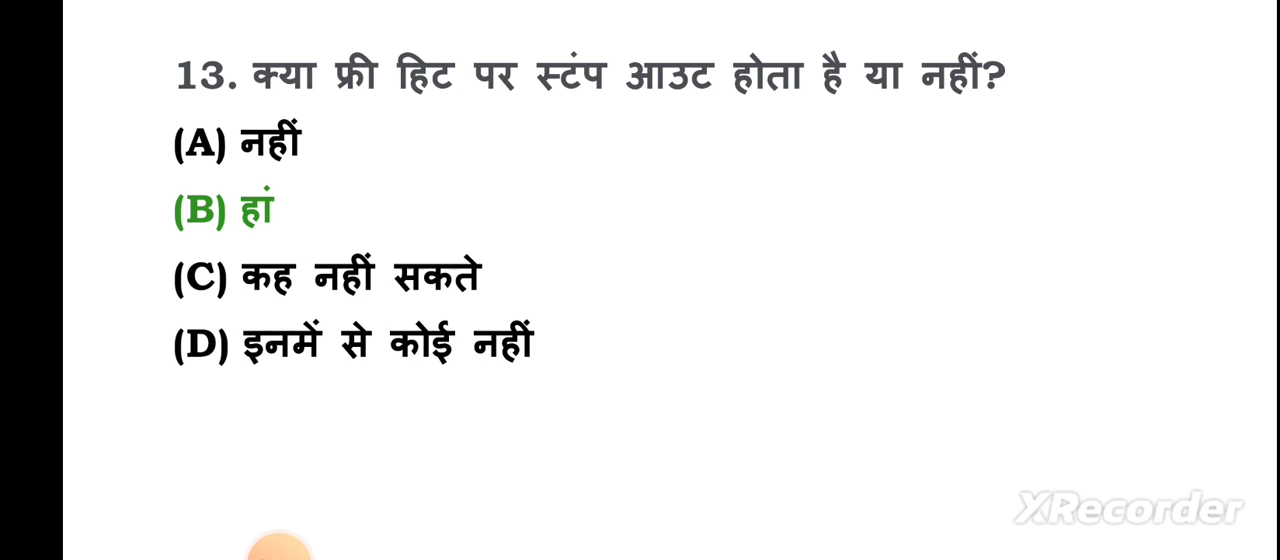 13. क्या फ्री हिट पर स्टंप आउट होता है या नहीं?
(A) नहीं
(B) हां
(C) कह नहीं सकते
(D) इनमें से कोई नहीं
XRecorder